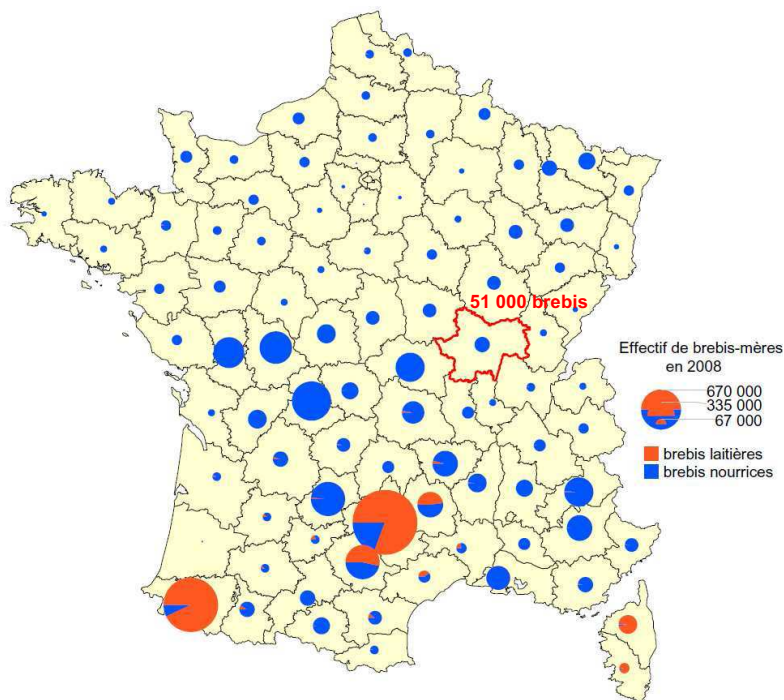 51 000 brebis
Effectif de brebis-mères
en 2008
670 000
335 000
67 000
brebis laitières
brebis nourrices